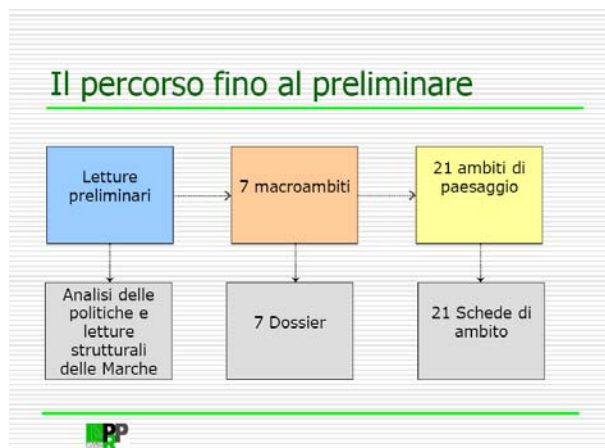 Il percorso fino al preliminare
Letture
preliminari
7 macroambiti
21 ambiti di
paesaggio
Analisi delle
politiche e
letture
strutturali
delle Marche
7 Dossier
21 Schede di
ambito
PP
R